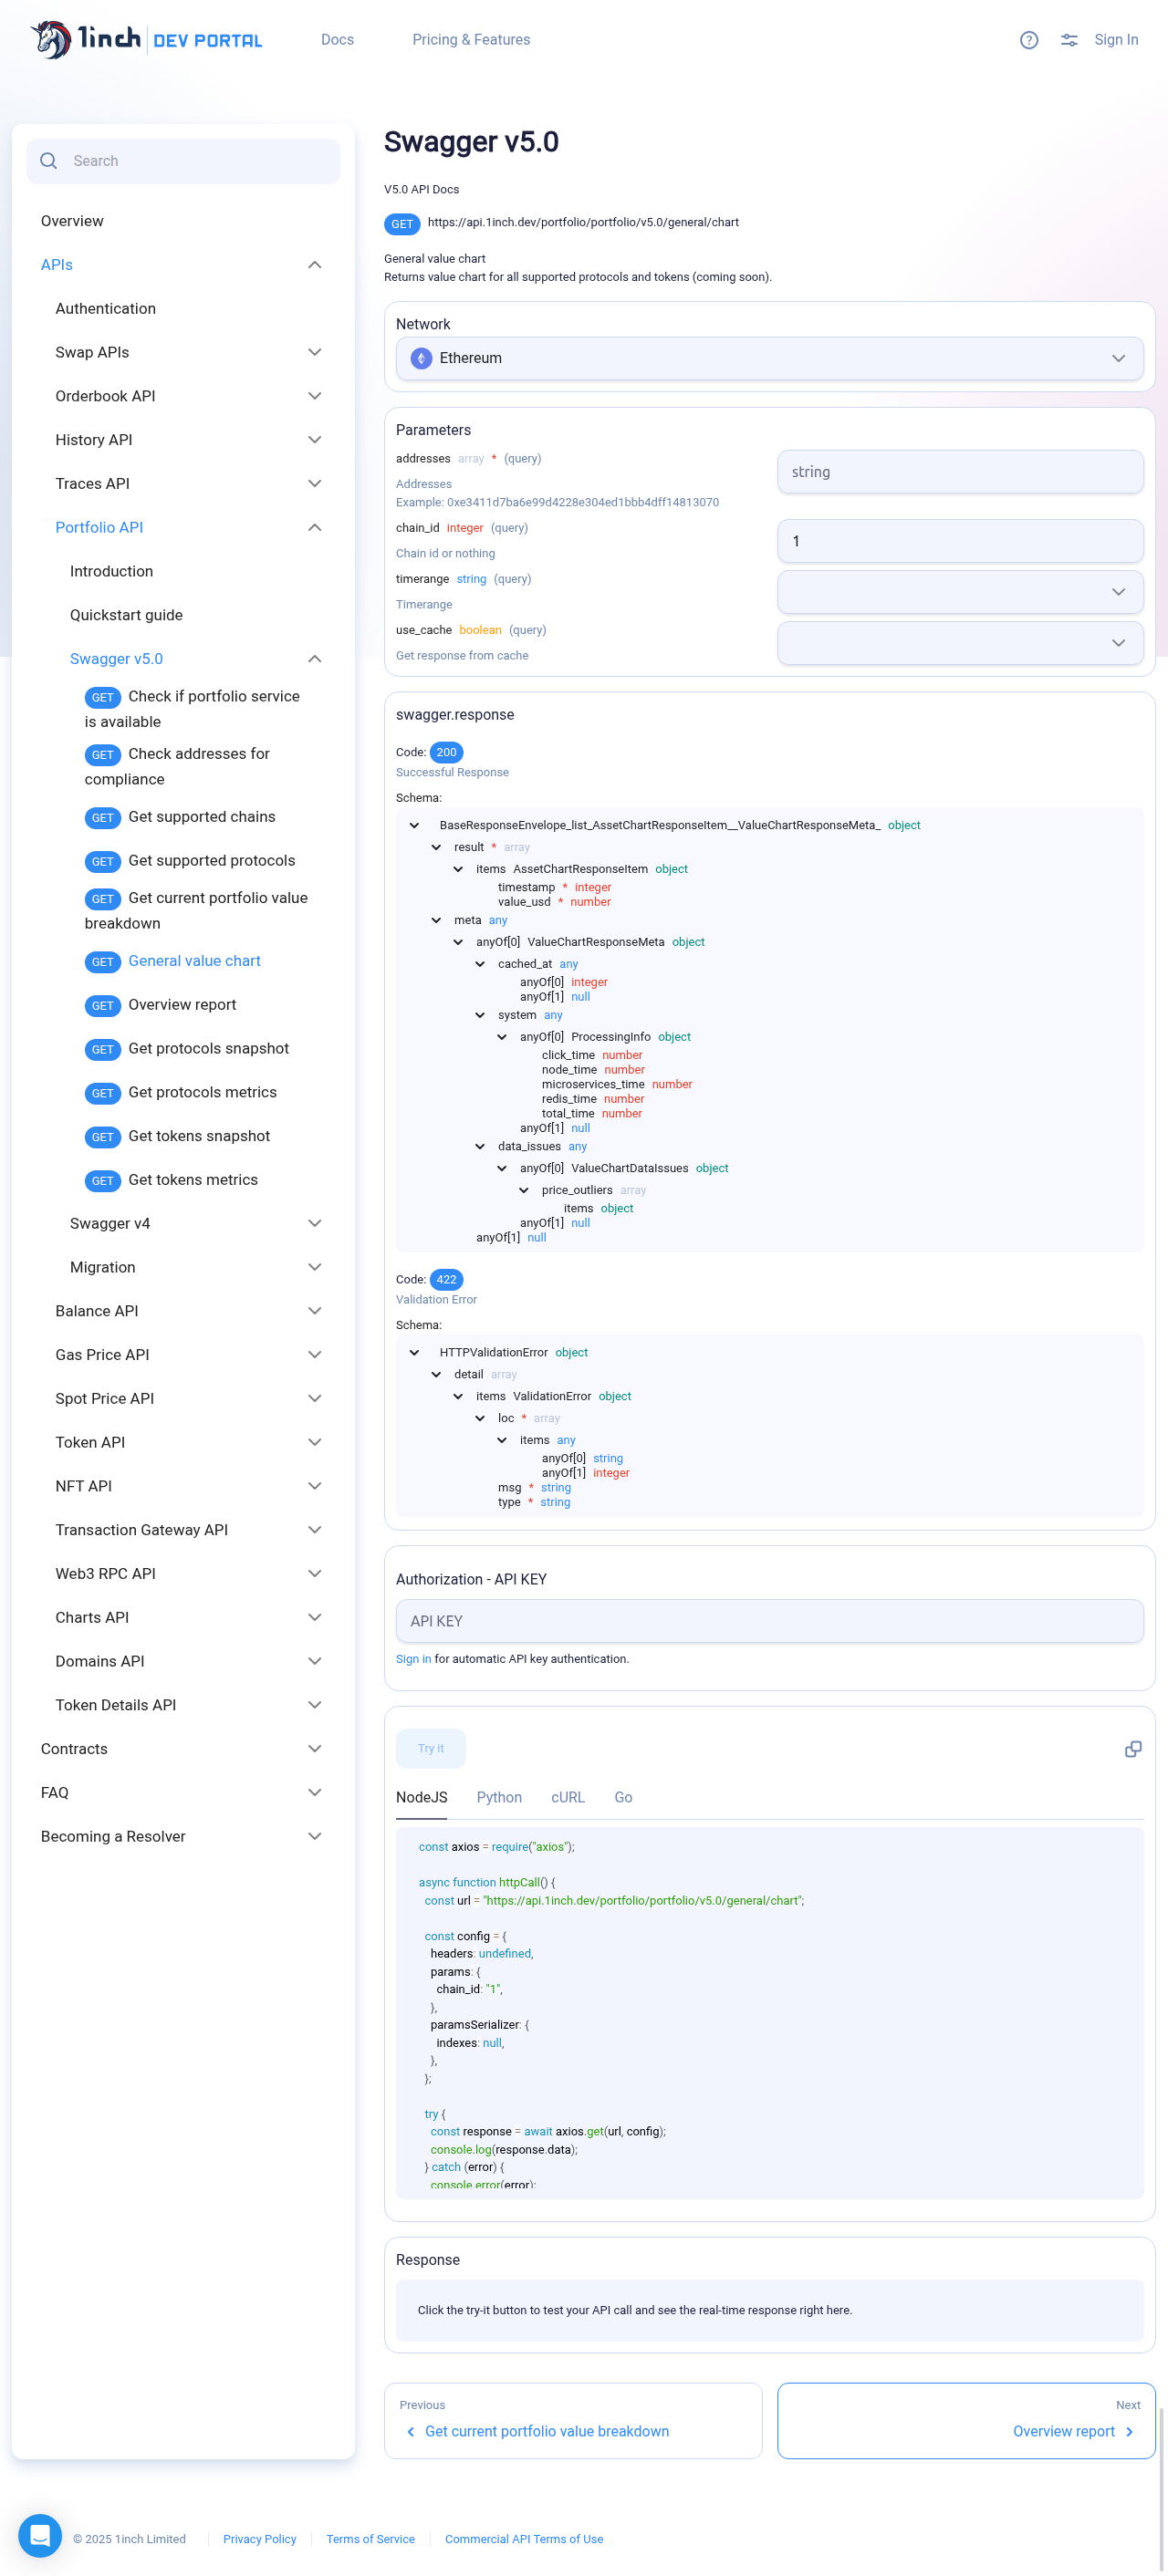 1inch DEV PORTAL
Docs
Pricing & Features
Sign In
Search
Overview
APIs
Authentication
Swap APIs
Orderbook API
History API
Traces API
Portfolio API
Introduction
Quickstart guide
Swagger v5.0
GET Check if portfolio service
is available
GET Check addresses for
compliance
GET Get supported chains
GET Get supported protocols
GET Get current portfolio value
breakdown
GET General value chart
GET Overview report
GET Get protocols snapshot
GET Get protocols metrics
GET Get tokens snapshot
GET Get tokens metrics
Swagger v4
Migration
Balance API
Gas Price API
Spot Price API
Token API
NFT API
Transaction Gateway API
Web3 RPC API
Charts API
Domains API
Token Details API
Contracts
FAQ
Becoming a Resolver
Swagger v5.0
V5.0 API Docs
GET https://api.1inch.dev/portfolio/portfolio/v5.0/general/chart
General value chart
Returns value chart for all supported protocols and tokens (coming soon).
Network
Ethereum
Parameters
addresses array * (query)
string
Addresses
Example: 0xe3411d7ba6e99d4228e304ed1bbb4dff14813070
chain_id integer (query)
1
Chain id or nothing
timerange string (query)
Timerange
use_cache boolean (query)
Get response from cache
swagger.response
Code: 200
Successful Response
Schema:
BaseResponseEnvelope_list_AssetChartResponseItem__ValueChartResponseMeta_ object
result * array
items AssetChartResponseItem object
timestamp * integer
value_usd * number
meta any
anyOf[0] ValueChartResponseMeta object
cached_at any
anyOf[0] integer
anyOf[1] null
system any
anyOf[0] ProcessingInfo object
click_time number
node_time number
microservices_time number
redis_time number
total_time number
anyOf[1] null
data_issues any
anyOf[0] ValueChartDataIssues object
price_outliers array
items object
anyOf[1] null
anyOf[1] null
Code: 422
Validation Error
Schema:
HTTPValidationError object
detail array
items ValidationError object
loc * array
items any
anyOf[0] string
anyOf[1] integer
msg * string
type * string
Authorization - API KEY
API KEY
Sign in for automatic API key authentication.
Try it
NodeJS Python cURL Go
const axios = require("axios");
async function httpCall() {
const url = "https://api.1inch.dev/portfolio/portfolio/v5.0/general/chart";
const config = {
headers: undefined,
params: {
chain_id: "1",
},
paramsSerializer: {
indexes: null,
},
};
try {
const response = await axios.get(url, config);
console.log(response.data);
} catch (error) {
console.error(error);
Response
Click the try-it button to test your API call and see the real-time response right here.
Previous
Get current portfolio value breakdown
Next
Overview report
© 2025 1inch Limited
Privacy Policy
Terms of Service
Commercial API Terms of Use